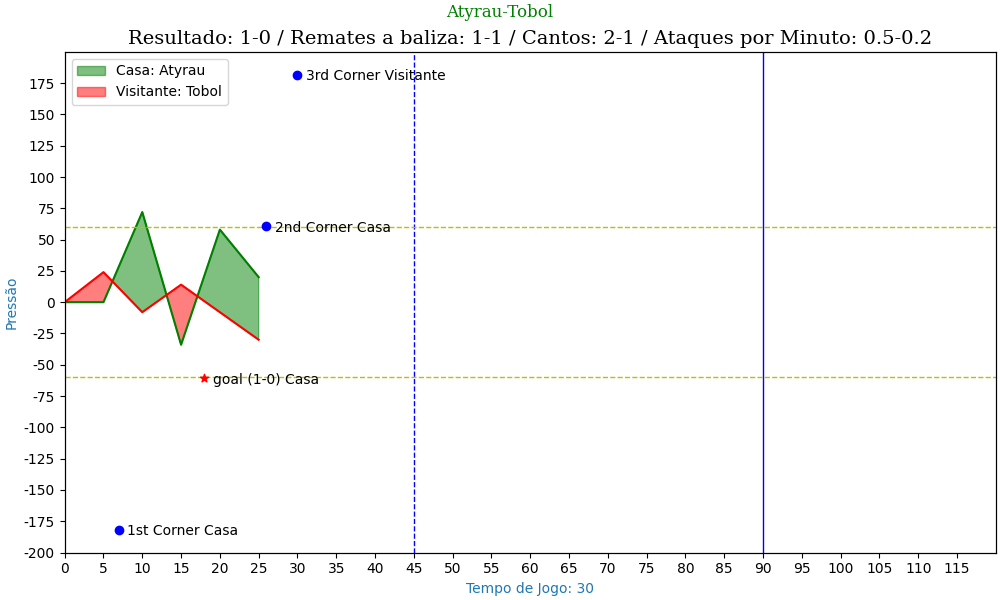 Atyrau-Tobol
Resultado: 1-0 / Remates a baliza: 1-1 / Cantos: 2-1 / Ataques por Minuto: 0.5-0.2
Casa: Atyrau
Visitante: Tobol
3rd Corner Visitante
2nd Corner Casa
goal (1-0) Casa
1st Corner Casa
Pressão
175
150
125
100
75
50
25
0
-25
-50
-75
-100
-125
-150
-175
-200
0 5 10 15 20 25 30 35 40 45 50 55 60 65 70 75 80 85 90 95 100 105 110 115
Tempo de Jogo: 30